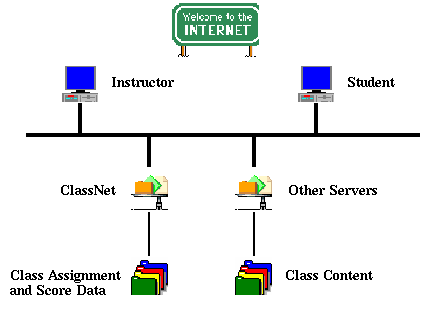 Welcome to the
INTERNET
Instructor
Student
ClassNet
Other Servers
Class Assignment
and Score Data
Class Content